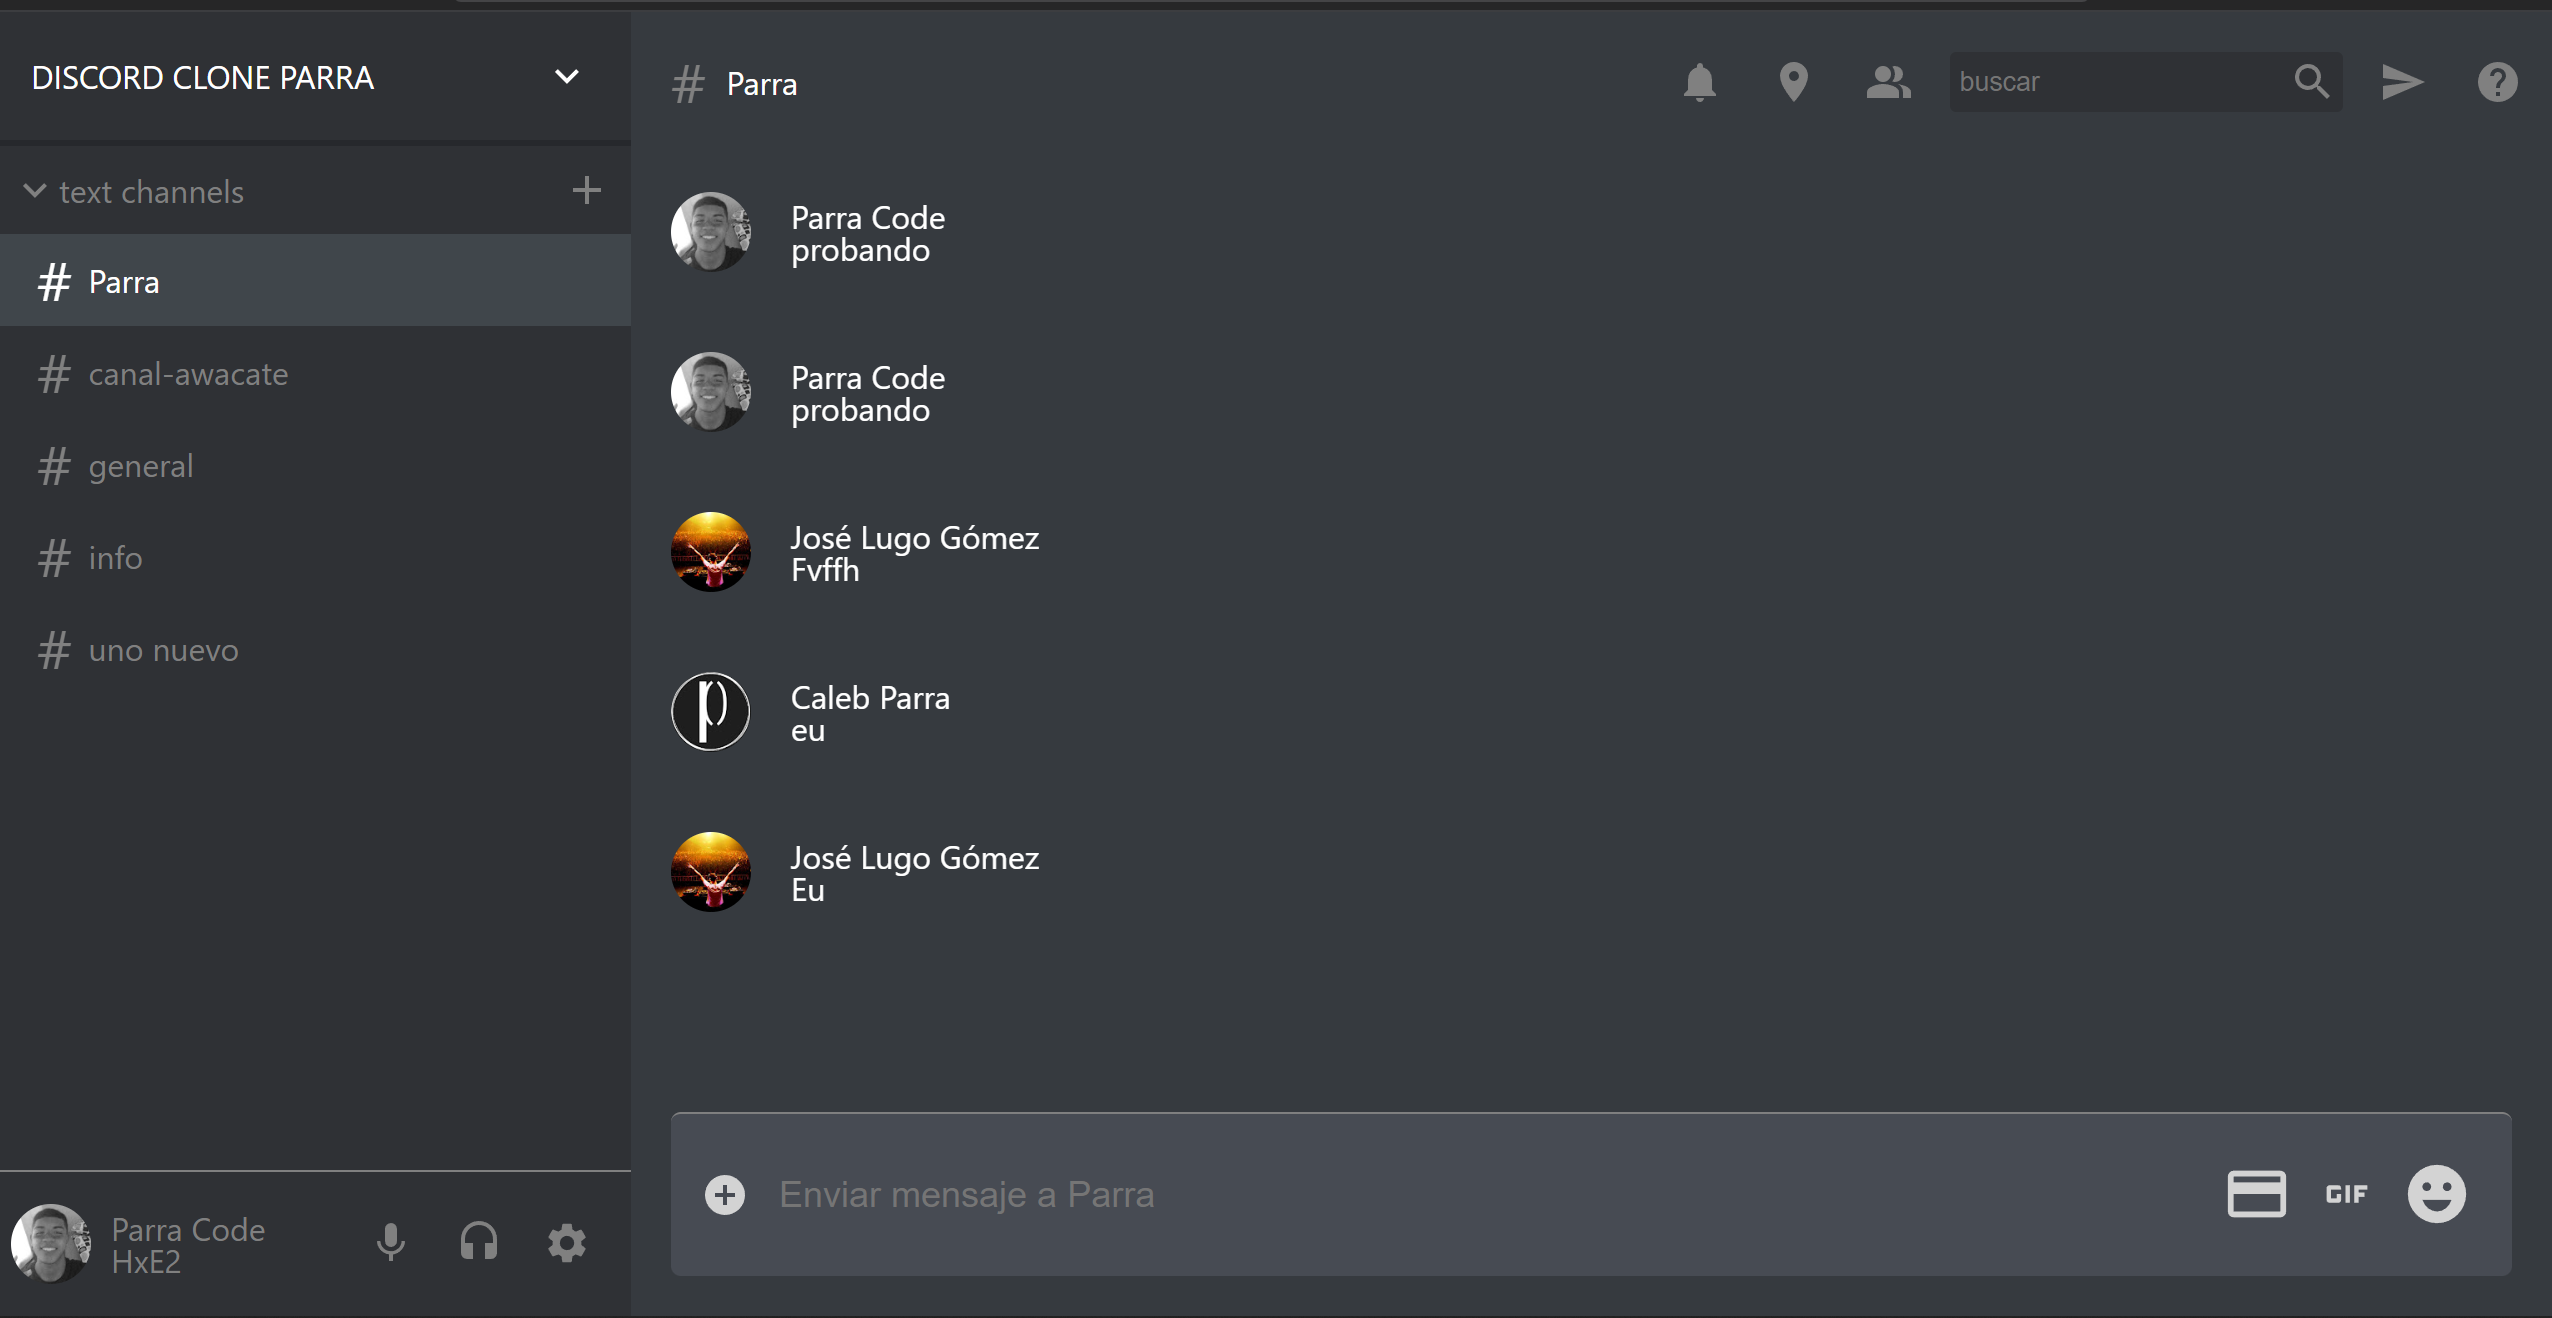 DISCORD CLONE PARRA
text channels
# Parra
# canal-awacate
# general
# info
# uno nuevo
Parra Code
HxE2
# Parra
buscar
Parra Code
probando
Parra Code
probando
José Lugo Gómez
Fvffh
Caleb Parra
eu
José Lugo Gómez
Eu
Enviar mensaje a Parra
GIF